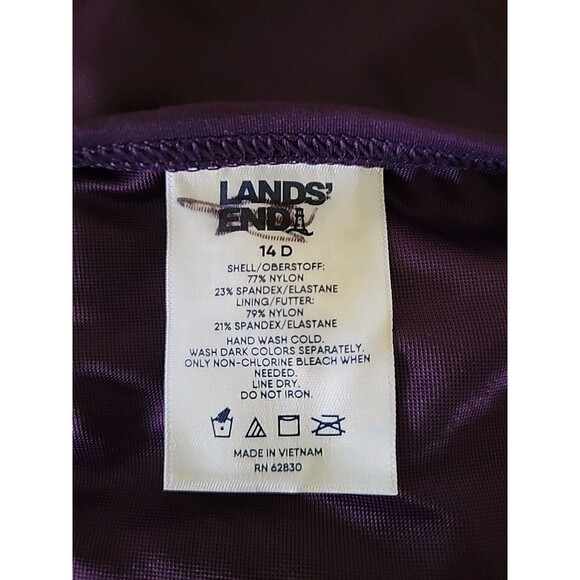 LANDS'
END
14 D
SHELL/OBERSTOFF:
77% NYLON
23% SPANDEX/ELASTANE
LINING/FUTTER:
79% NYLON
21% SPANDEX/ELASTANE
HAND WASH COLD.
WASH DARK COLORS SEPARATELY.
ONLY NON-CHLORINE BLEACH WHEN
NEEDED.
LINE DRY.
DO NOT IRON.
MADE IN VIETNAM
RN 62830